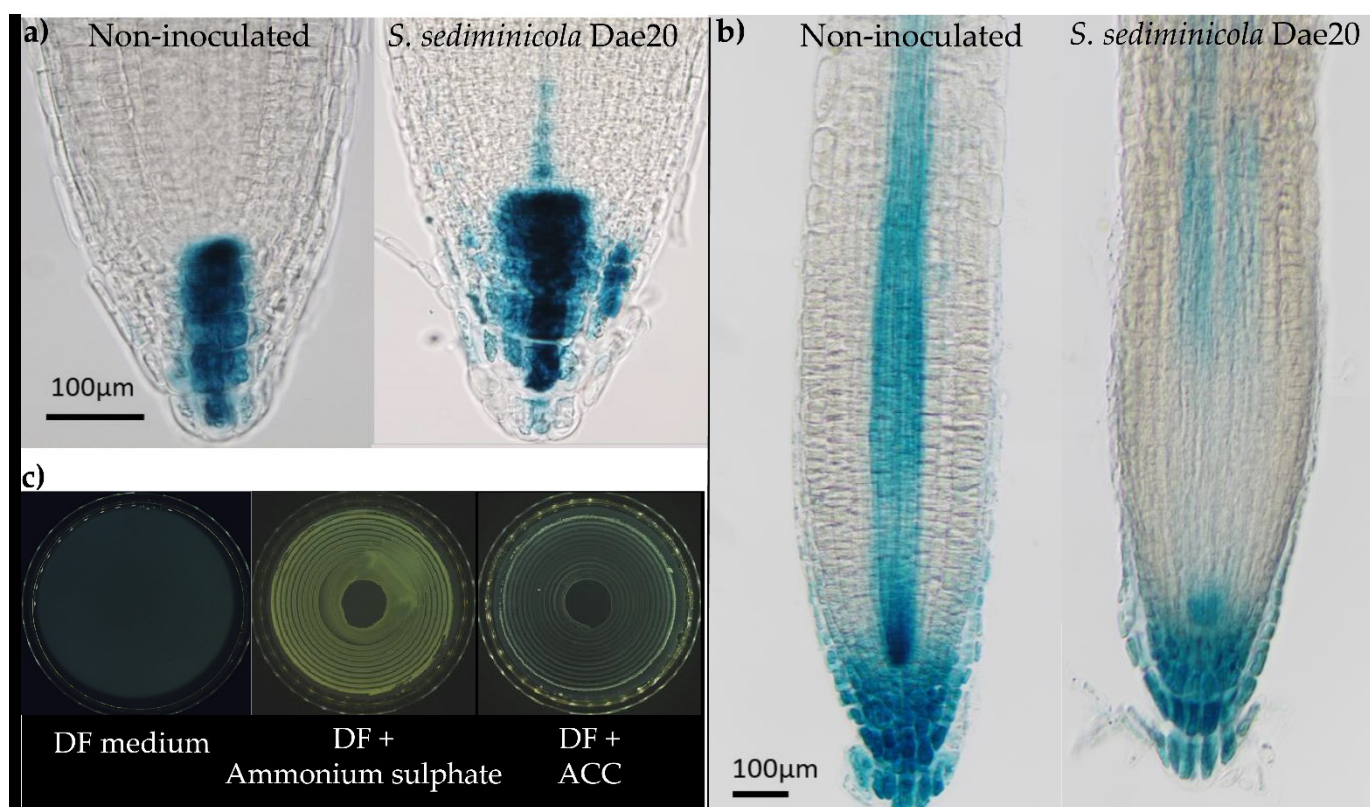 a) Non-inoculated S. sediminicola Dae20
100µm
b) Non-inoculated S. sediminicola Dae20
100µm
c)
DF medium
DF +
Ammonium sulphate
DF +
ACC